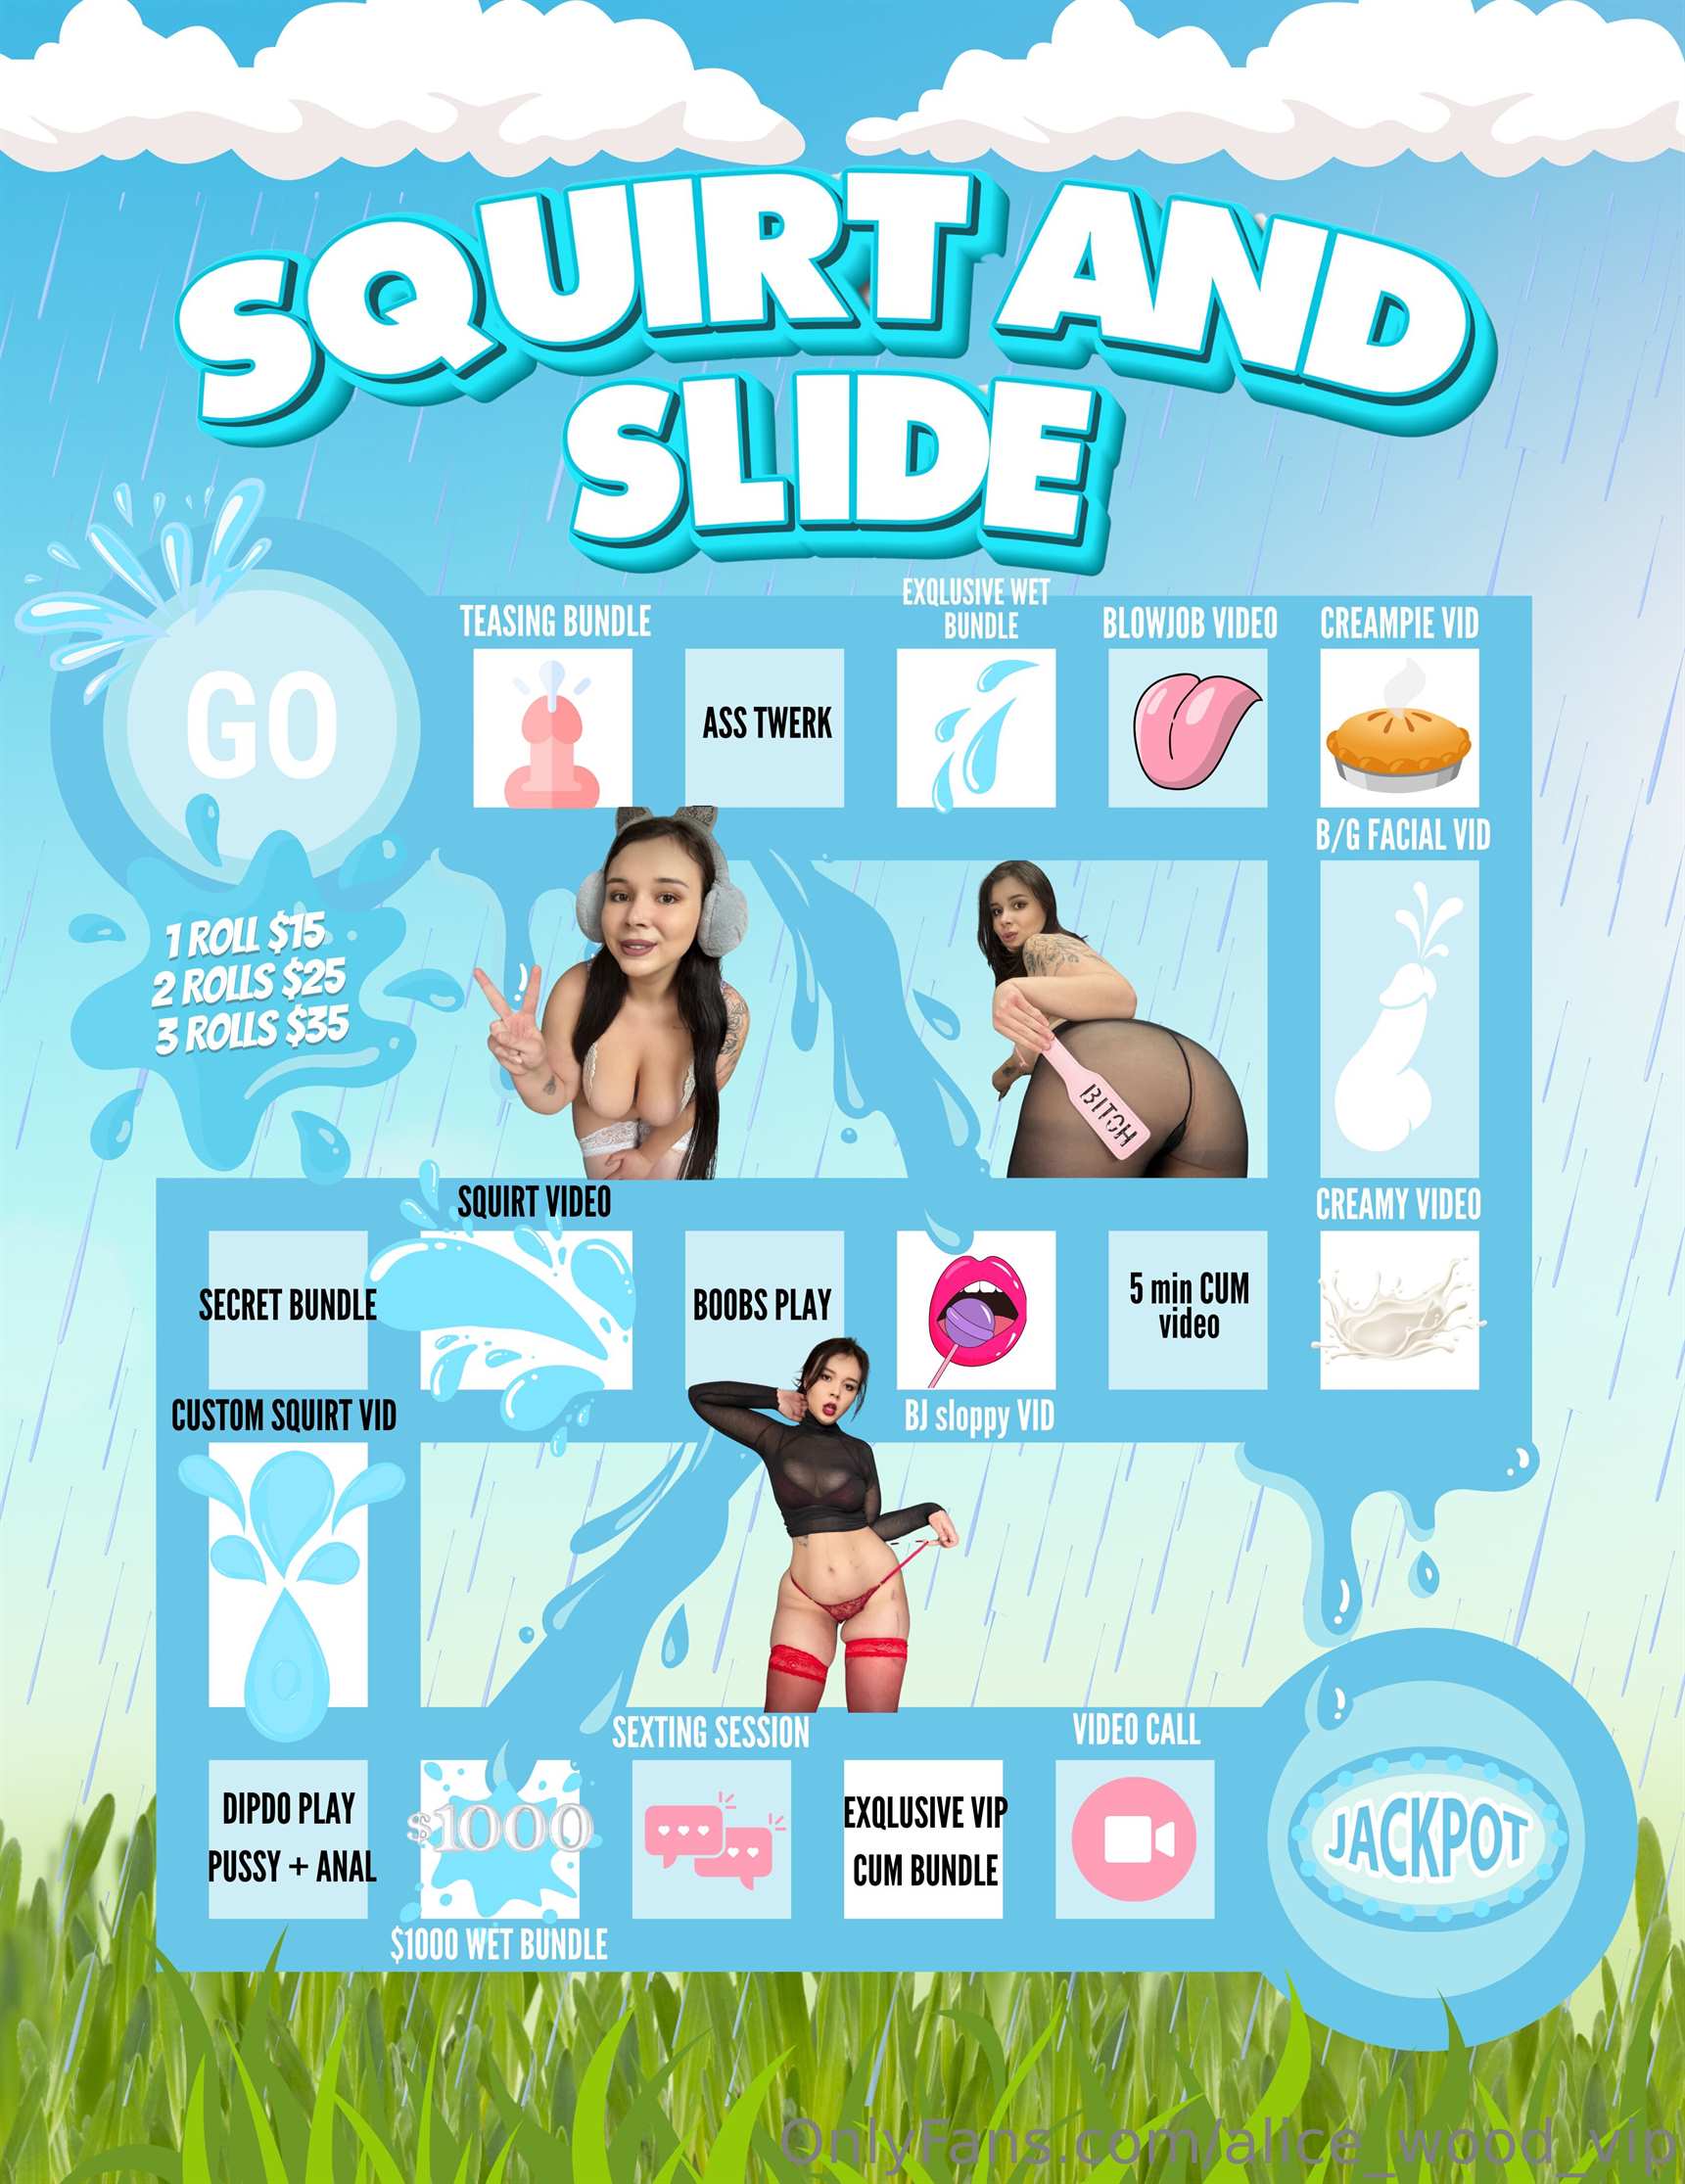 SQUIRT AND
SLIDE
GO
TEASING BUNDLE
ASS TWERK
EXQLUSIVE WET
BUNDLE
BLOWJOB VIDEO
CREAMPIE VID
1 ROLL $15
2 ROLLS $25
3 ROLLS $35
BITCH
B/G FACIAL VID
CREAMY VIDEO
5 min CUM
video
BJ sloppy VID
BOOBS PLAY
SQUIRT VIDEO
SECRET BUNDLE
CUSTOM SQUIRT VID
DIPDO PLAY
PUSSY + ANAL
$1000
$1000 WET BUNDLE
SEXTING SESSION
EXQLUSIVE VIP
CUM BUNDLE
VIDEO CALL
JACKPOT
OnlyFans.com/alice_wood_vip